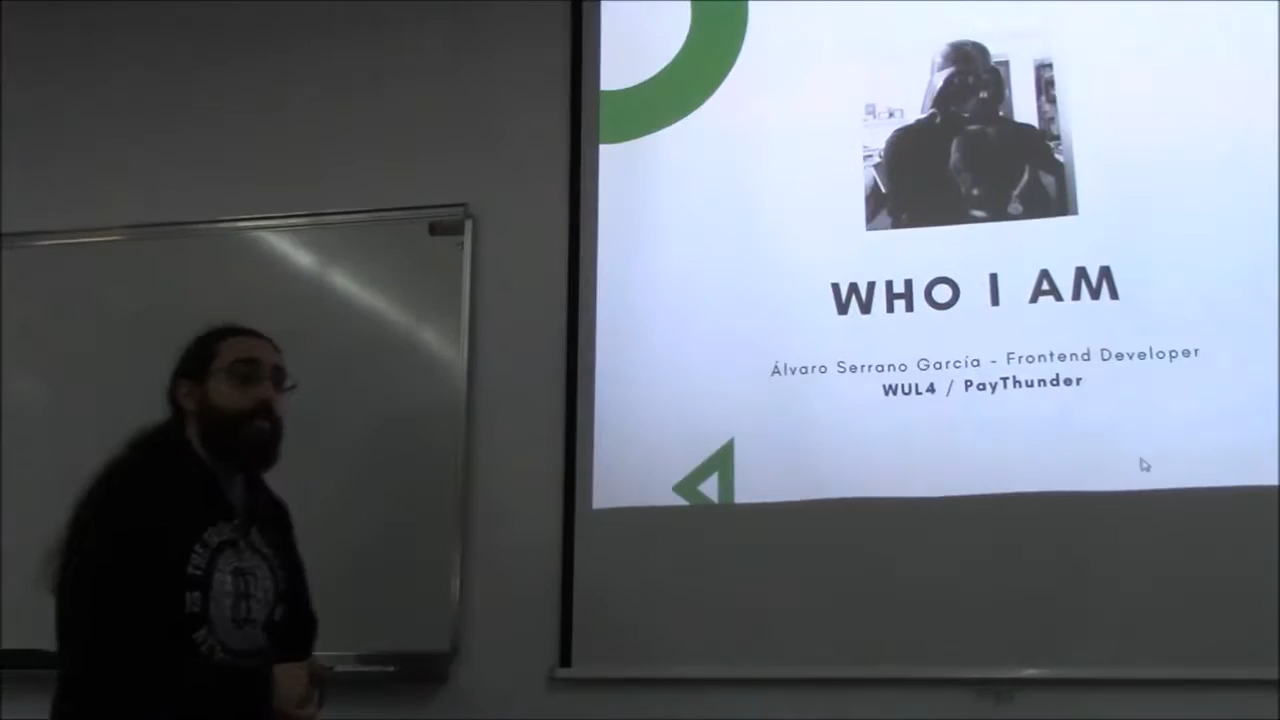 WHO I AM
Álvaro Serrano García - Frontend Developer
WUL4 / PayThunder